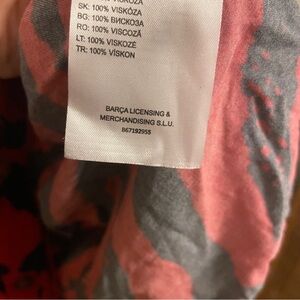 SK: 100% VISKÓZA
BG: 100% ВИСКОЗА
RO: 100% VISCOZĂ
LT: 100% VISKOZĖ
TR: 100% VİSKON
BARÇA LICENSING &
MERCHANDISING S.L.U.
B67192955